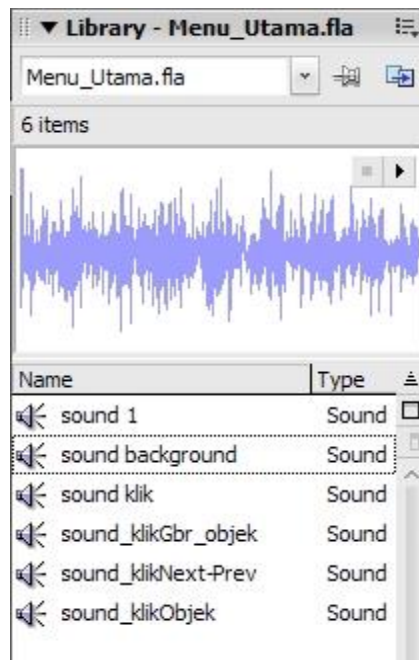 Library - Menu_Utama.fla
Menu_Utama.fla
6 items
Name Type
sound 1 Sound
sound background Sound
sound klik Sound
sound_klikGbr_objek Sound
sound_klikNext-Prev Sound
sound_klikObjek Sound